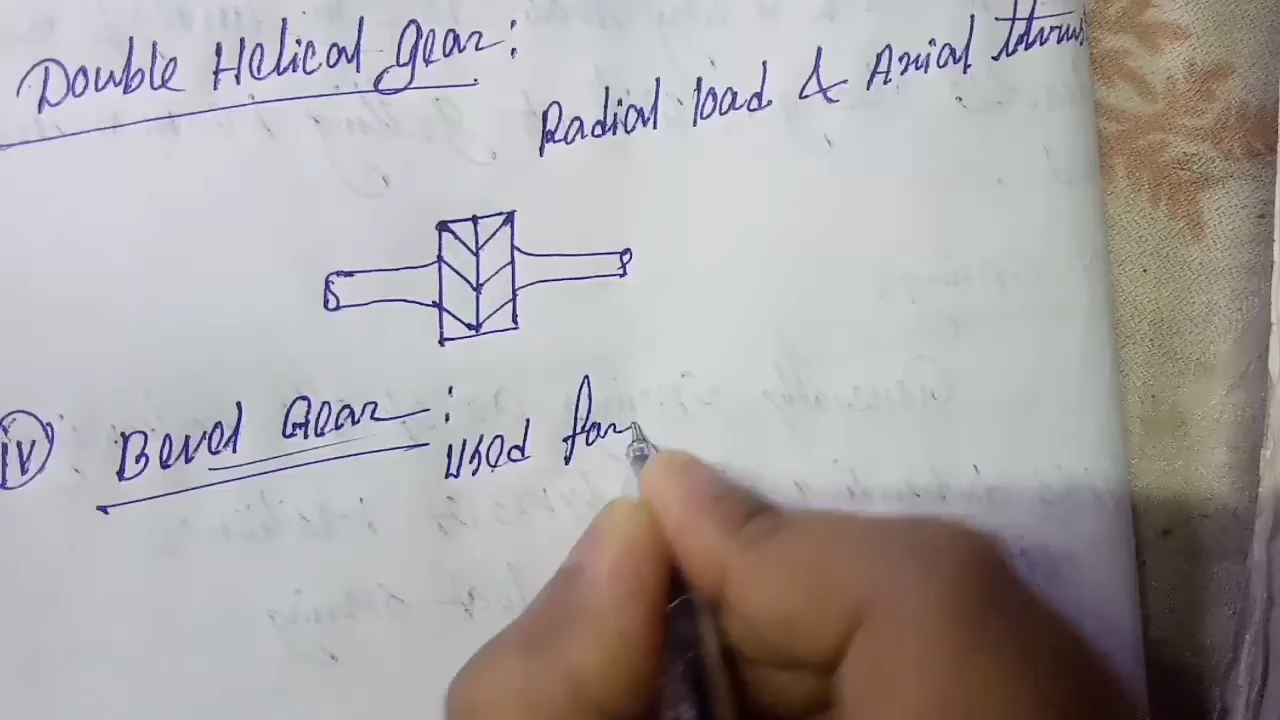 Double Helical gear:
Radial load & Axial thrus
iv Bevel Gear:
used for